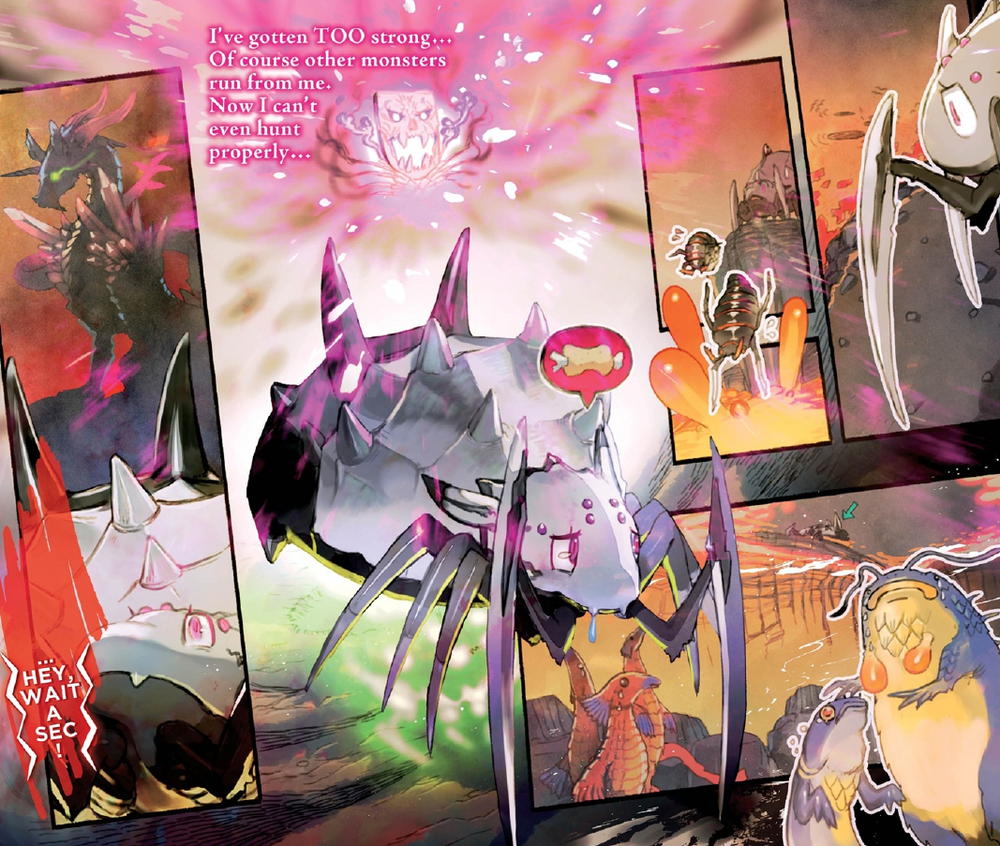 I've gotten TOO strong...
Of course other monsters
run from me.
Now I can't
even hunt
properly...
...
HEY,
WAIT
A
SEC
!